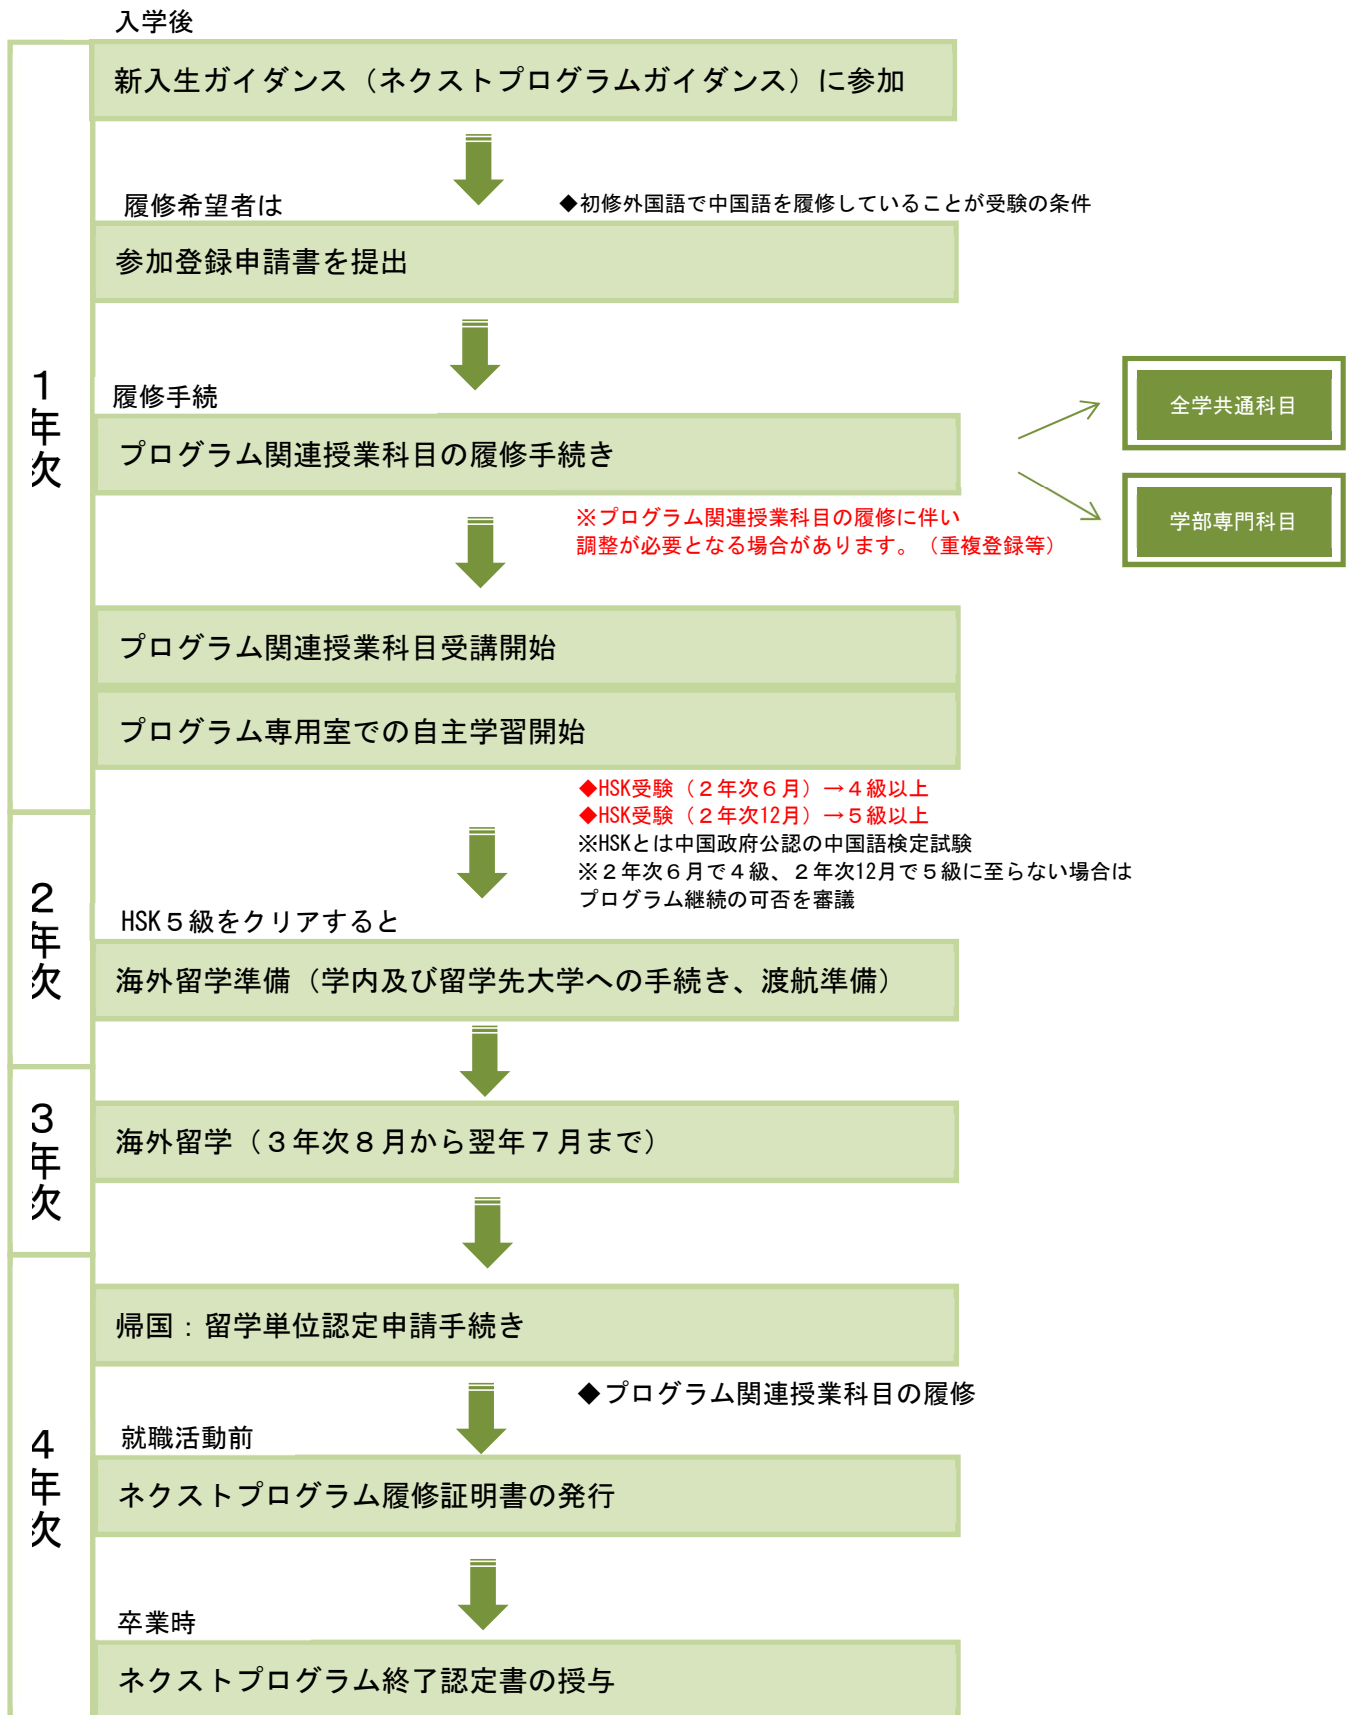 入学後
新入生ガイダンス（ネクストプログラムガイダンス）に参加
履修希望者は
◆初修外国語で中国語を履修していることが受験の条件
参加登録申請書を提出
1年次
履修手続
プログラム関連授業科目の履修手続き
全学共通科目
学部専門科目
※プログラム関連授業科目の履修に伴い
調整が必要となる場合があります。（重複登録等）
プログラム関連授業科目受講開始
プログラム専用室での自主学習開始
◆HSK受験（２年次６月）→４級以上
◆HSK受験（２年次12月）→５級以上
※HSKとは中国政府公認の中国語検定試験
※２年次６月で４級、２年次12月で５級に至らない場合は
プログラム継続の可否を審議
2年次
HSK５級をクリアすると
海外留学準備（学内及び留学先大学への手続き、渡航準備）
3年次
海外留学（３年次８月から翌年７月まで）
4年次
帰国：留学単位認定申請手続き
◆プログラム関連授業科目の履修
就職活動前
ネクストプログラム履修証明書の発行
卒業時
ネクストプログラム終了認定書の授与